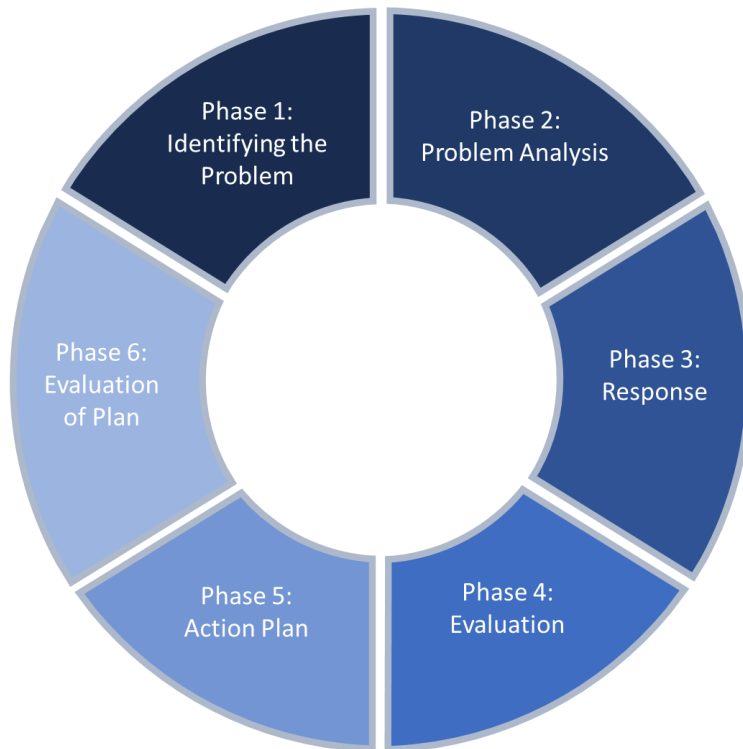 Phase 1:
Identifying the
Problem
Phase 2:
Problem Analysis
Phase 3:
Response
Phase 4:
Evaluation
Phase 5:
Action Plan
Phase 6:
Evaluation
of Plan